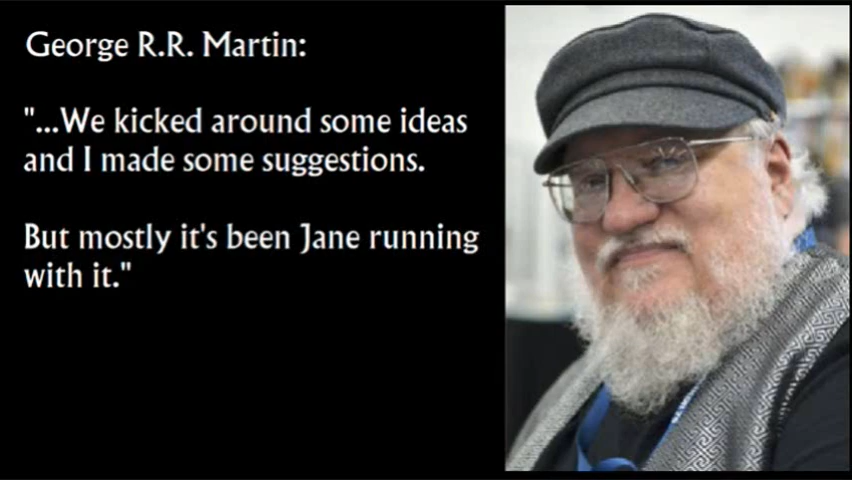 George R.R. Martin:
"...We kicked around some ideas
and I made some suggestions.
But mostly it's been Jane running
with it."